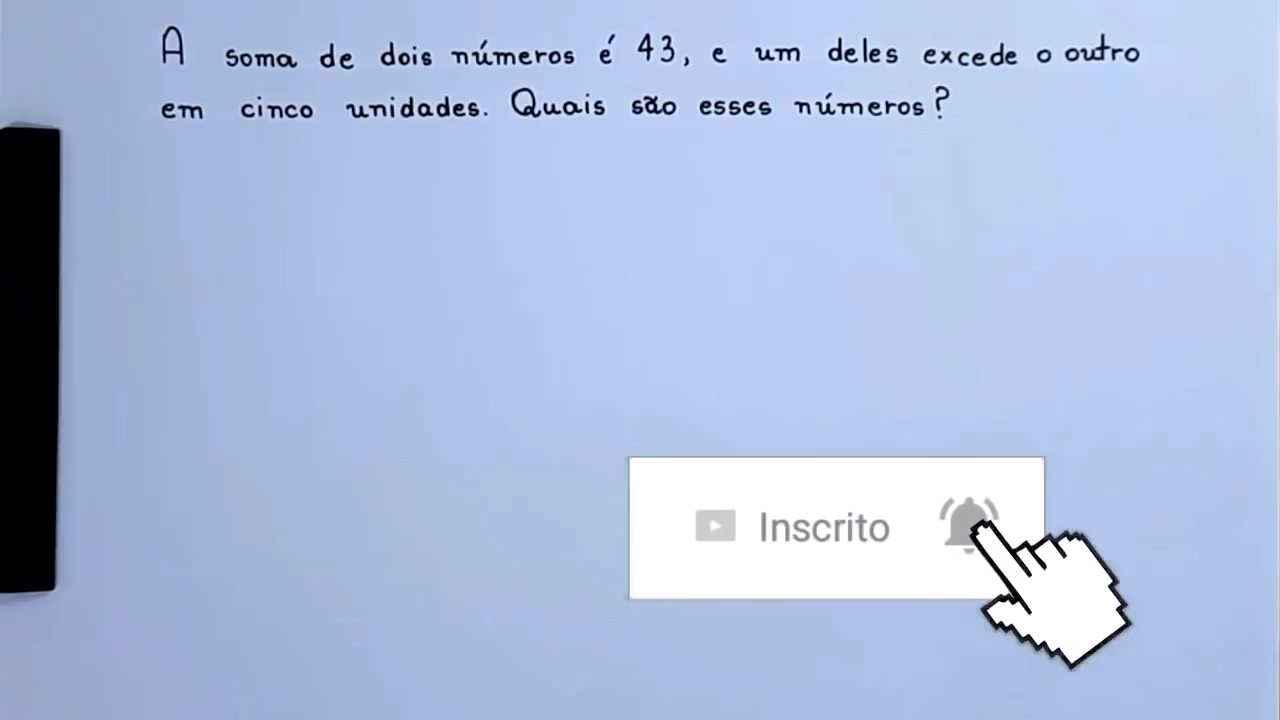 A soma de dois números é 43, e um deles excede o outro
em cinco unidades. Quais são esses números?
Inscrito